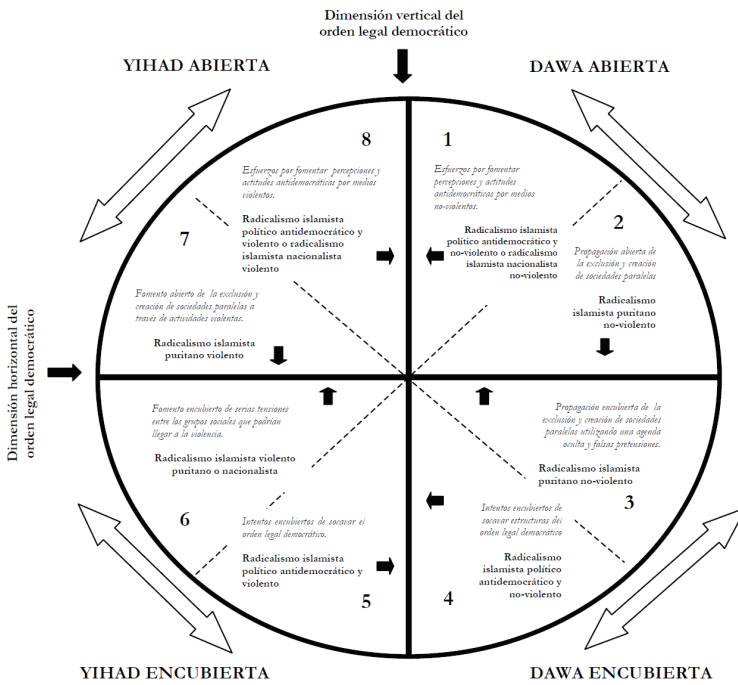 Dimensión vertical del
orden legal democrático
YIHAD ABIERTA
DAWA ABIERTA
8
1
Esfuerzos por fomentar percepciones y
actitudes antidemocráticas por medios
violentos.
Radicalismo islamista
político antidemocrático y
violento o radicalismo
islamista nacionalista
violento
Esfuerzos por fomentar
percepciones y actitudes
antidemocráticas por medios
no-violentos.
Radicalismo islamista
político antidemocrático y
no-violento o radicalismo
islamista nacionalista
no-violento
2
Propagación abierta de
la exclusión y creación
de sociedades paralelas
Radicalismo
islamista puritano
no-violento
7
Fomento abierto de la exclusión y
creación de sociedades paralelas a
través de actividades violentas.
Radicalismo islamista
puritano violento
Dimensión horizontal del
orden legal democrático
Fomento encubierto de serias tensiones
entre los grupos sociales que podrían
llegar a la violencia.
Radicalismo islamista violento
puritano o nacionalista
6
Propagación encubierta de la
exclusión y creación de sociedades
paralelas utilizando una agenda
oculta y falsas pretensiones.
Radicalismo islamista
puritano no-violento
3
Intentos encubiertos de socavar el
orden legal democrático.
Radicalismo islamista
político antidemocrático y
violento
5
Intentos encubiertos de
socavar estructuras del
orden legal democrático
Radicalismo
islamista político
antidemocrático y
no-violento
4
YIHAD ENCUBIERTA
DAWA ENCUBIERTA